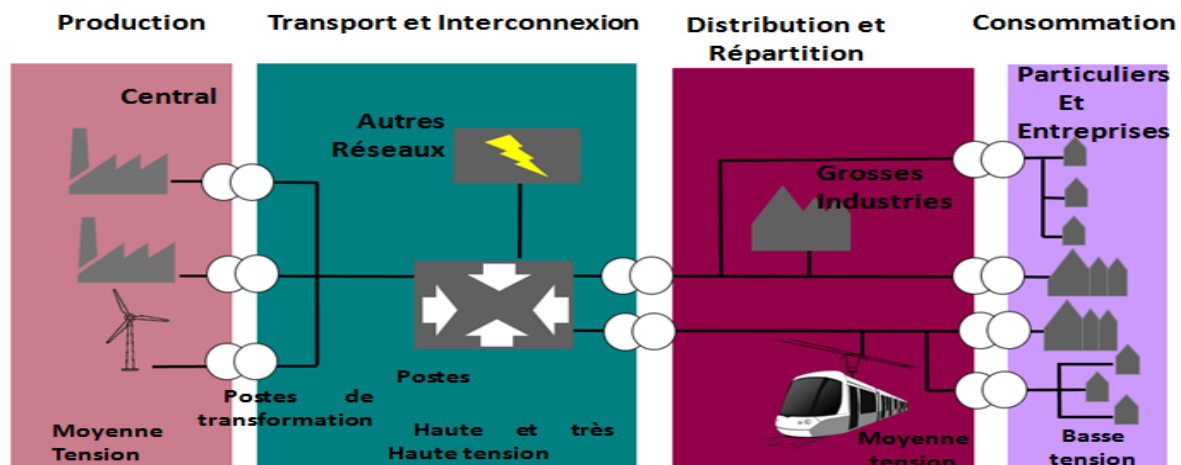 Production
Transport et Interconnexion
Distribution et
Répartition
Consommation
Central
Autres
Réseaux
Grosses
Industries
Particuliers
Et
Entreprises
Postes de
transformation
Postes
Moyenne
Tension
Haute et très
Haute tension
Moyenne
tension
Basse
tension